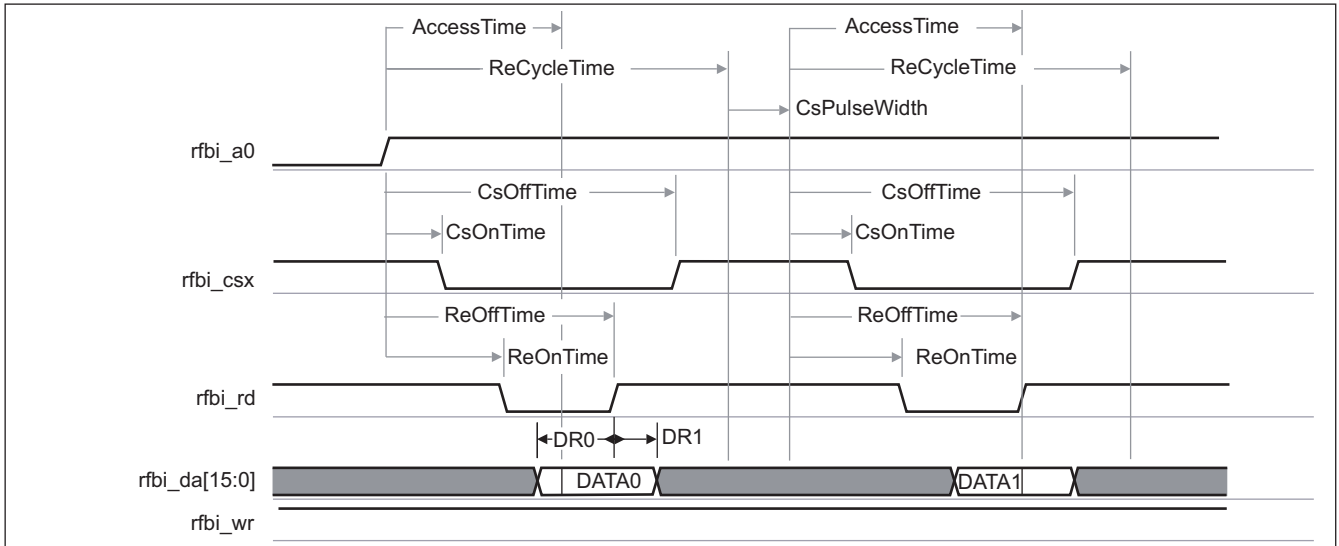 AccessTime AccessTime
ReCycleTime ReCycleTime
CsPulseWidth
rfbi_a0
CsOffTime CsOffTime
CsOnTime CsOnTime
rfbi_csx
ReOffTime ReOffTime
ReOnTime ReOnTime
rfbi_rd
DR0 DR1
rfbi_da[15:0] DATA0 DATA1
rfbi_wr